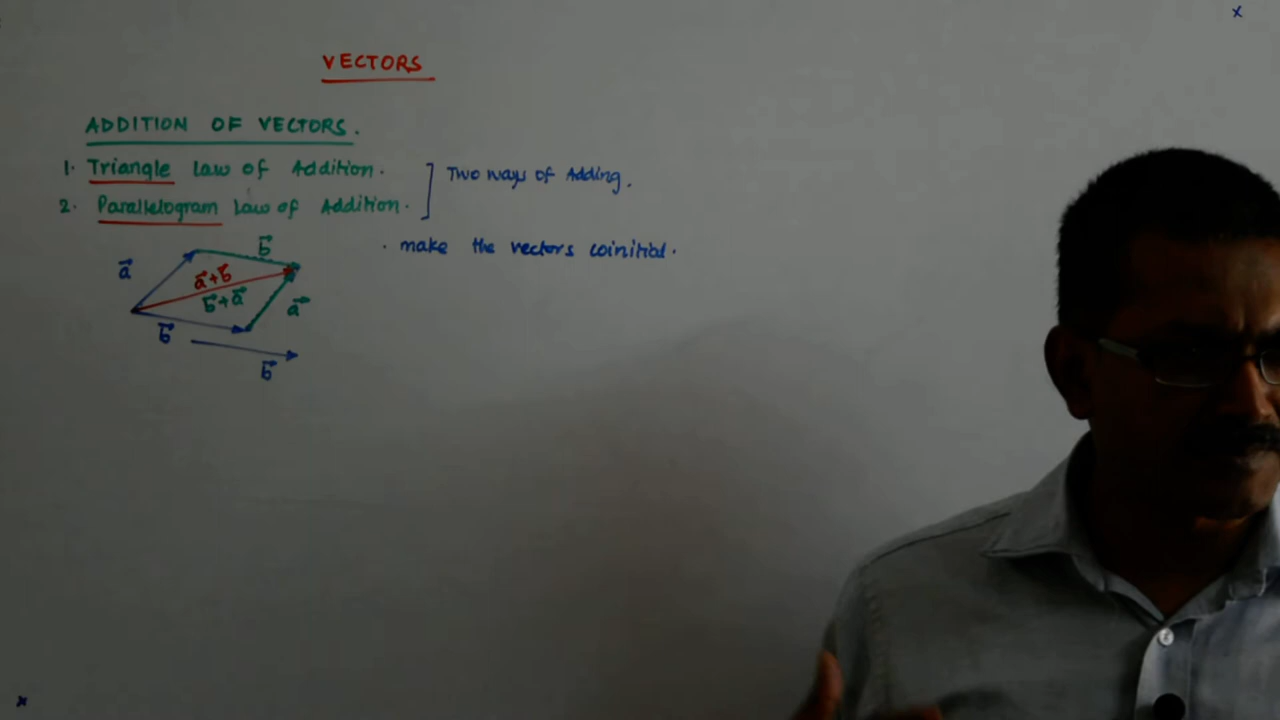 VECTORS
ADDITION OF VECTORS.
1. Triangle Law of Addition.
Two ways of Adding.
2. Parallelogram Law of Addition.
· make the vectors coinitial.
b⃗
a⃗
a⃗+b⃗
b⃗+a⃗
a⃗
b⃗
b⃗